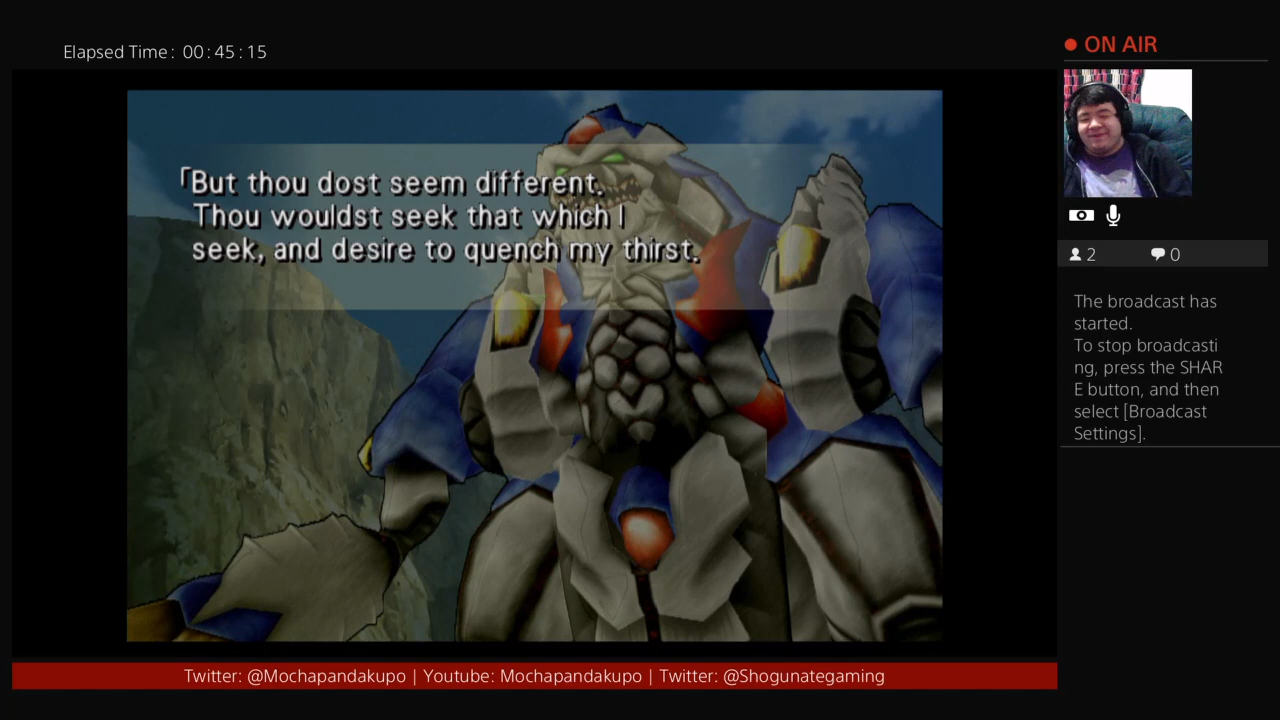 Elapsed Time: 00:45:15
ON AIR
「But thou dost seem different.
Thou wouldst seek that which I
seek, and desire to quench my thirst.
2
0
The broadcast has
started.
To stop broadcasti
ng, press the SHAR
E button, and then
select [Broadcast
Settings].
Twitter: @Mochapandakupo | Youtube: Mochapandakupo | Twitter: @Shogunategaming